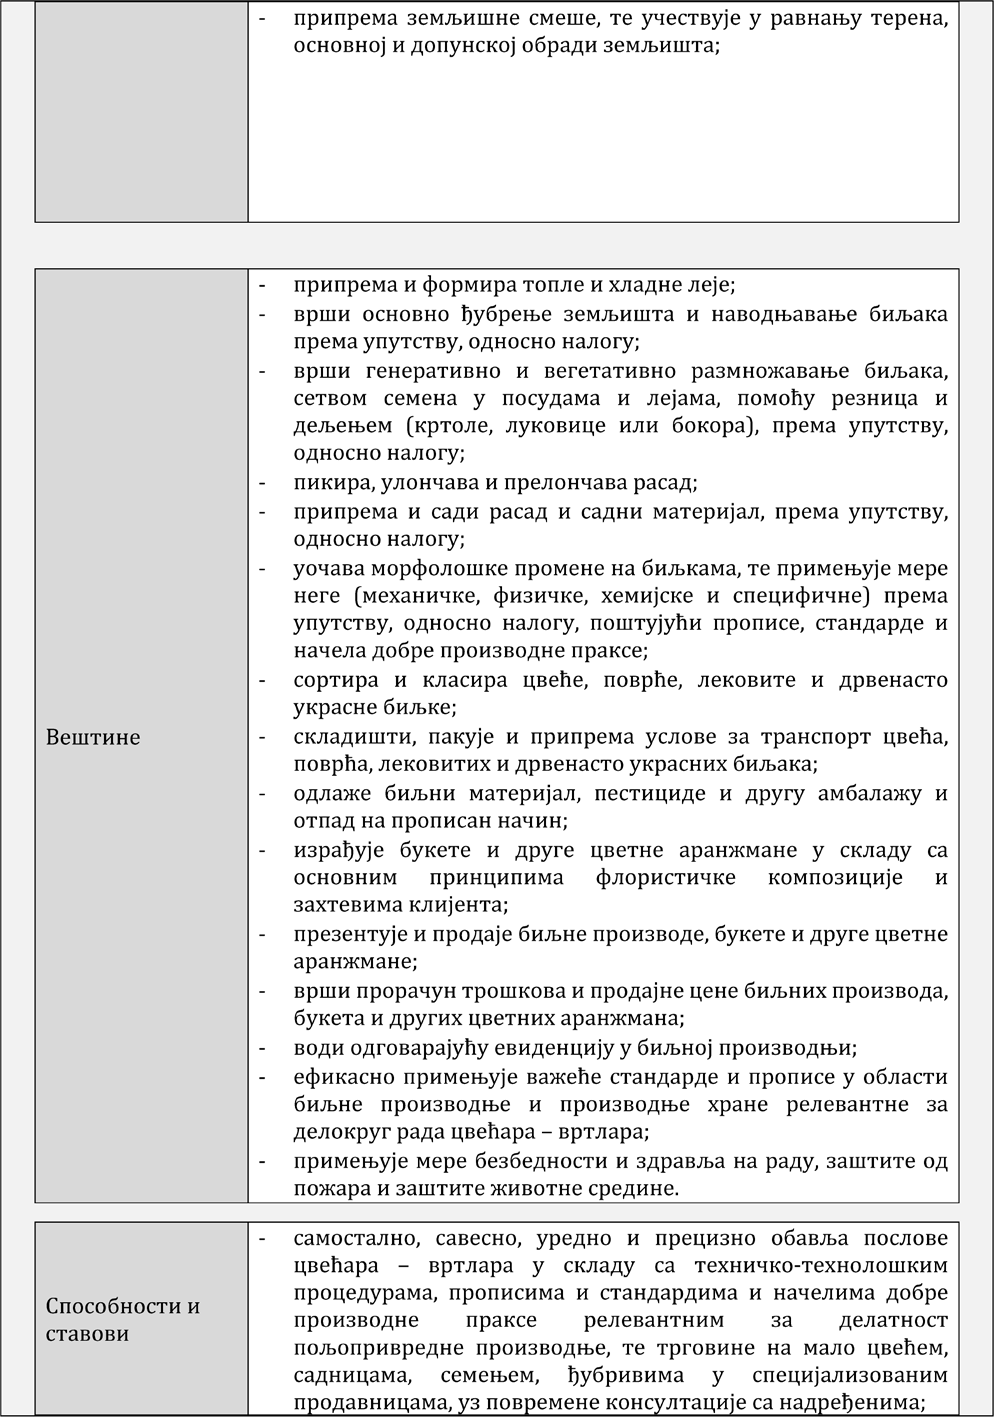 - припрема земљишне смеше, те учествује у равнању терена,
основној и допунској обради земљишта;
Вештине
- припрема и формира топле и хладне леје;
- врши основно ђубрење земљишта и наводњавање биљака
према упутству, односно налогу;
- врши генеративно и вегетативно размножавање биљака,
сетвом семена у посудама и лејама, помоћу резница и
дељењем (кртоле, луковице или бокора), према упутству,
односно налогу;
- пикира, улончава и прелончава расад;
- припрема и сади расад и садни материјал, према упутству,
односно налогу;
- уочава морфолошке промене на биљкама, те примењује мере
неге (механичке, физичке, хемијске и специфичне) према
упутству, односно налогу, поштујући прописе, стандарде и
начела добре производне праксе;
- сортира и класира цвеће, поврће, лековите и дрвенасто
украсне биљке;
- складишти, пакује и припрема услове за транспорт цвећа,
поврћа, лековитих и дрвенасто украсних биљака;
- одлаже биљни материјал, пестициде и другу амбалажу и
отпад на прописан начин;
- израђује букете и друге цветне аранжмане у складу са
основним принципима флористичке композиције и
захтевима клијента;
- презентује и продаје биљне производе, букете и друге цветне
аранжмане;
- врши прорачун трошкова и продајне цене биљних производа,
букета и других цветних аранжмана;
- води одговарајућу евиденцију у биљној производњи;
- ефикасно примењује важеће стандарде и прописе у области
биљне производње и производње хране релевантне за
делокруг рада цвећара – вртлара;
- примењује мере безбедности и здравља на раду, заштите од
пожара и заштите животне средине.
Способности и
ставови
- самостално, савесно, уредно и прецизно обавља послове
цвећара – вртлара у складу са техничко-технолошким
процедурама, прописима и стандардима и начелима добре
производне праксе релевантним за делатност
пољопривредне производње, те трговине на мало цвећем,
садницама, семењем, ђубривима у специјализованим
продавницама, уз повремене консултације са надређенима;